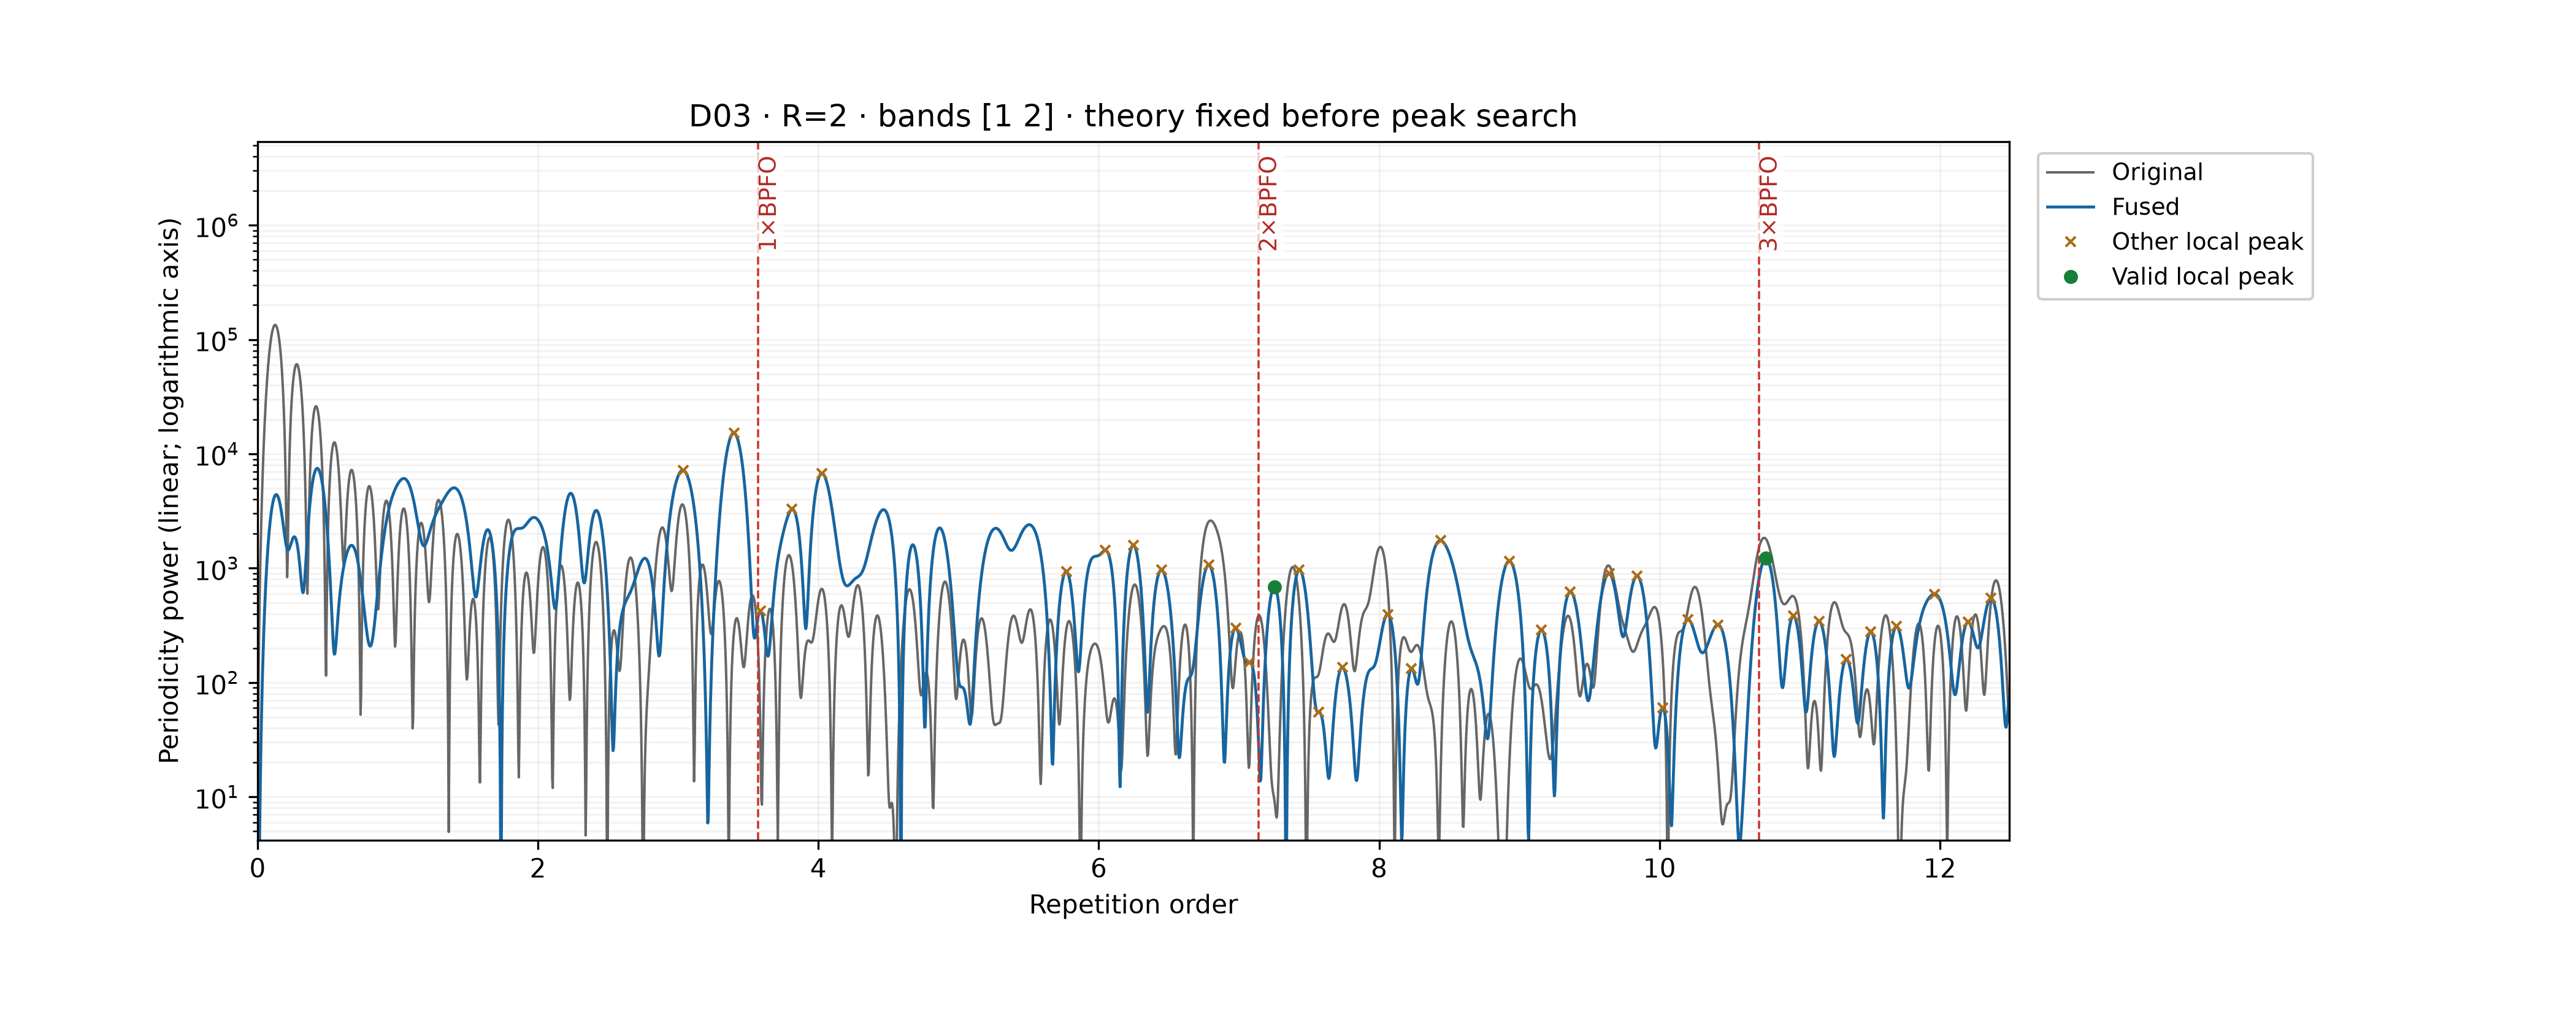 D03 · R=2 · bands [1 2] · theory fixed before peak search
Periodicity power (linear; logarithmic axis)
10⁶
10⁵
10⁴
10³
10²
10¹
1×BPFO
2×BPFO
3×BPFO
Original
Fused
Other local peak
Valid local peak
0 2 4 6 8 10 12
Repetition order